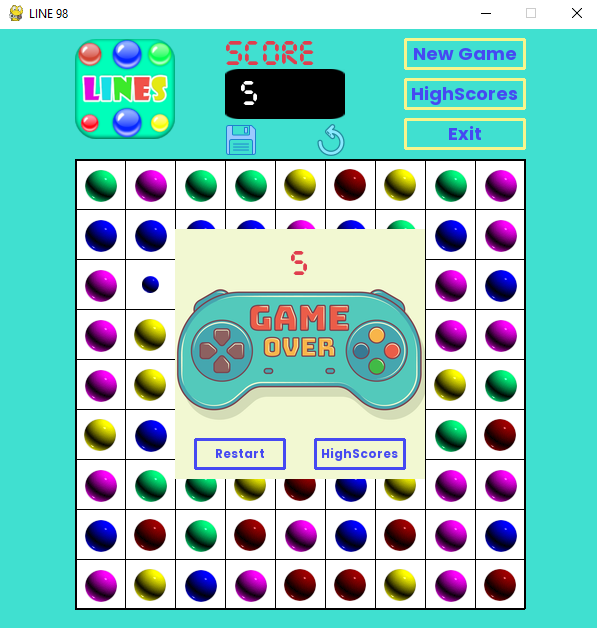 LINE 98
LINES
SCORE
5
New Game
HighScores
Exit
5
GAME
OVER
Restart
HighScores